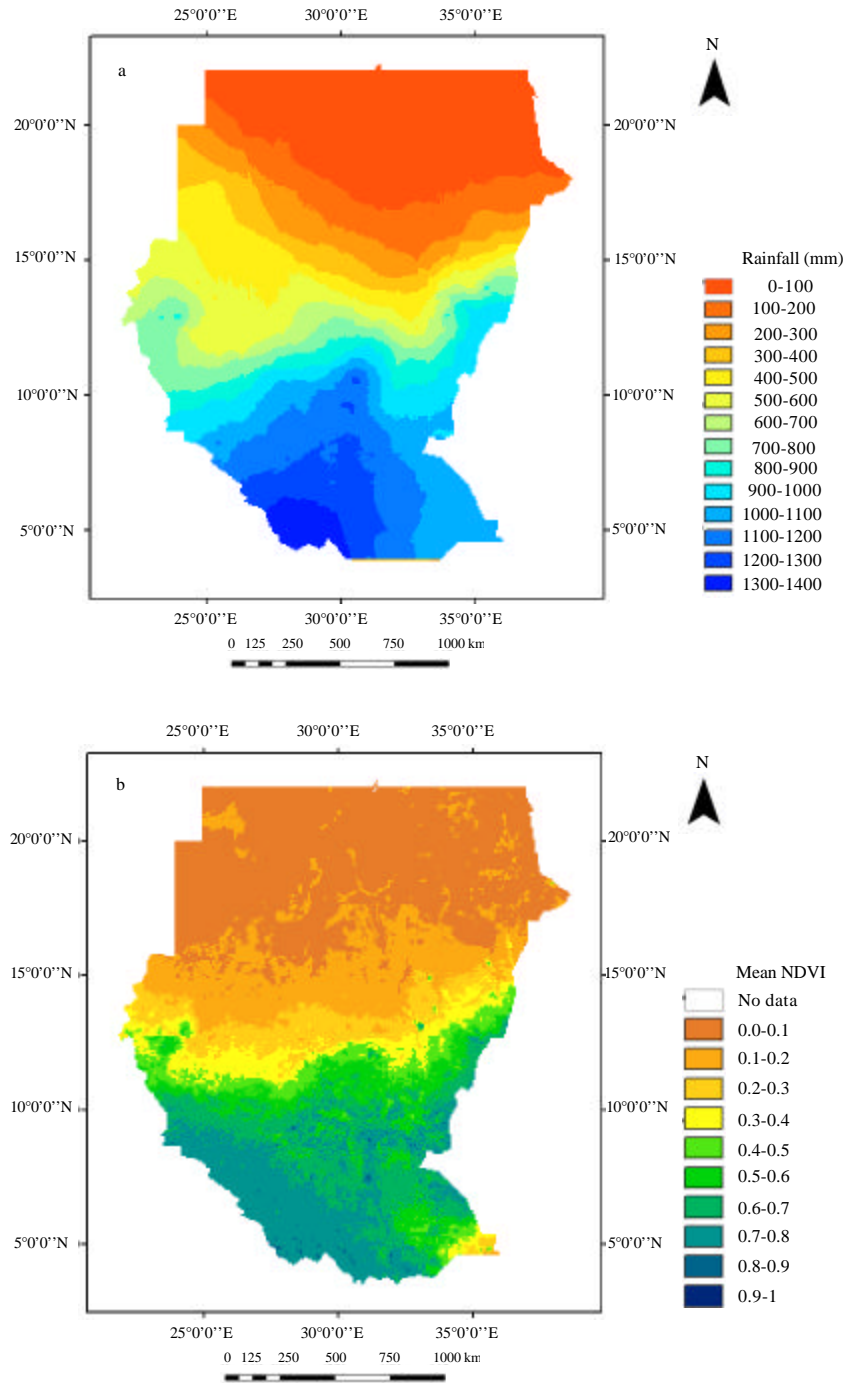 25°0'0’’E 30°0'0’’E 35°0'0’’E
N
a
20°0'0’’N 20°0'0’’N
15°0'0’’N 15°0'0’’N
Rainfall (mm)
0-100
100-200
200-300
300-400
400-500
500-600
600-700
700-800
800-900
900-1000
1000-1100
1100-1200
1200-1300
1300-1400
10°0'0’’N 10°0'0’’N
5°0'0’’N 5°0'0’’N
25°0'0’’E 30°0'0’’E 35°0'0’’E
0 125 250 500 750 1000 km
25°0'0’’E 30°0'0’’E 35°0'0’’E
N
b
20°0'0’’N 20°0'0’’N
15°0'0’’N 15°0'0’’N
Mean NDVI
No data
0.0-0.1
0.1-0.2
0.2-0.3
0.3-0.4
0.4-0.5
0.5-0.6
0.6-0.7
0.7-0.8
0.8-0.9
0.9-1
10°0'0’’N 10°0'0’’N
5°0'0’’N 5°0'0’’N
25°0'0’’E 30°0'0’’E 35°0'0’’E
0 125 250 500 750 1000 km